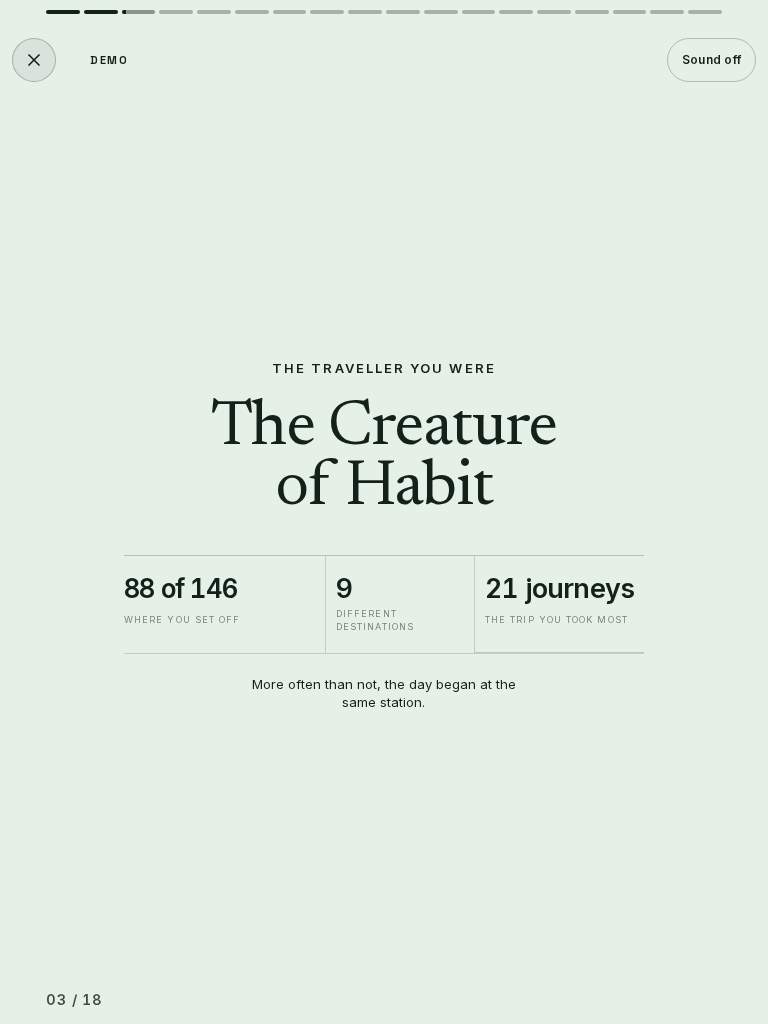 DEMO
Sound off
THE TRAVELLER YOU WERE
The Creature
of Habit
88 of 146
WHERE YOU SET OFF
9
DIFFERENT
DESTINATIONS
21 journeys
THE TRIP YOU TOOK MOST
More often than not, the day began at the
same station.
03 / 18